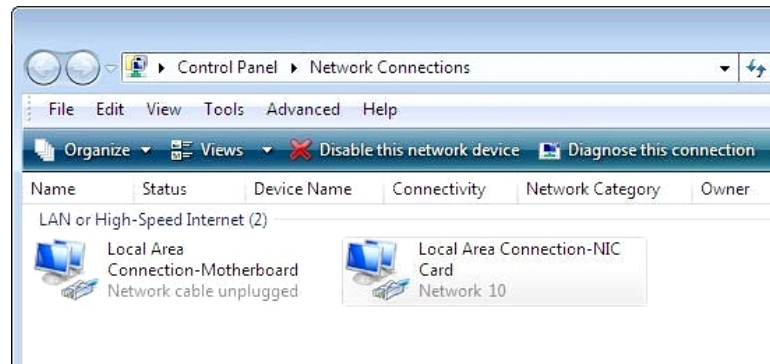 Control Panel Network Connections
File Edit View Tools Advanced Help
Organize Views Disable this network device Diagnose this connection
Name Status Device Name Connectivity Network Category Owner
LAN or High-Speed Internet (2)
Local Area
Connection-Motherboard
Network cable unplugged
Local Area Connection-NIC
Card
Network 10